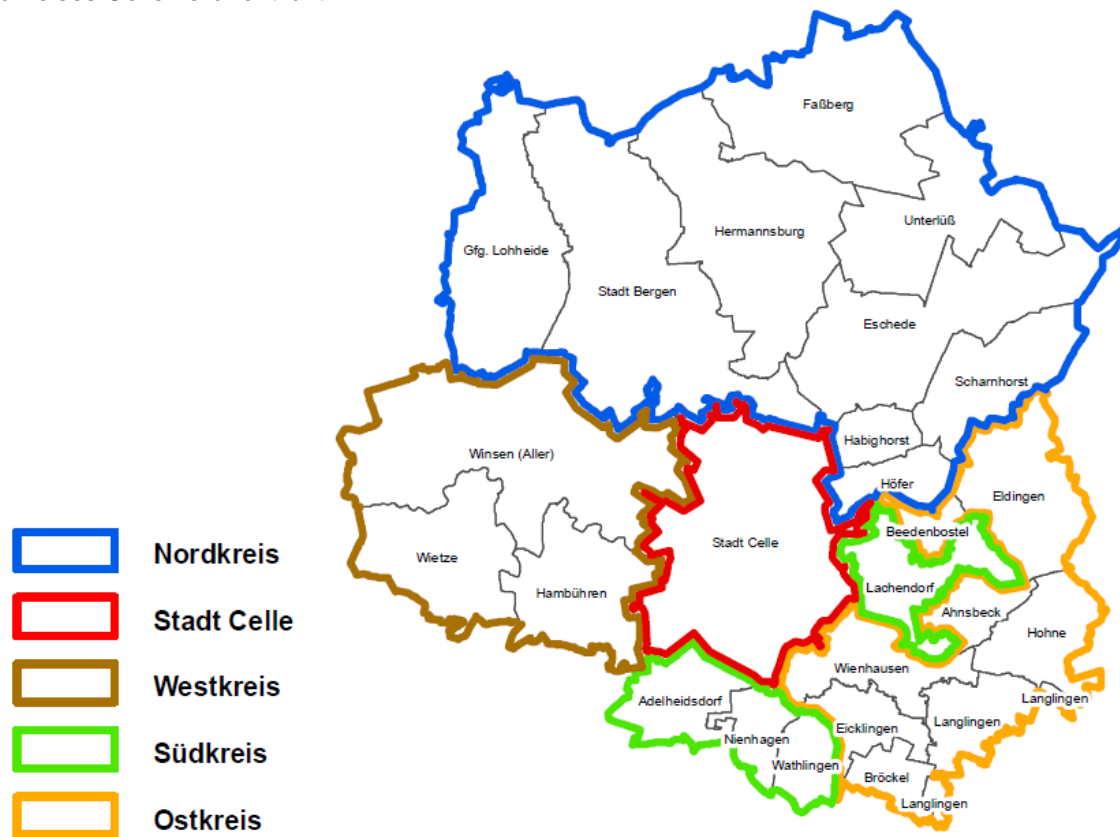 Faßberg
Unterlüß
Hermannsburg
Gfg. Lohheide
Stadt Bergen
Eschede
Scharnhorst
Habighorst
Winsen (Aller)
Höfer
Eldingen
Beedenbostel
Stadt Celle
Wietze
Hambühren
Lachendorf
Ahnsbeck
Hohne
Wienhausen
Adelheidsdorf
Langlingen
Langlingen
Eicklingen
Nienhagen
Wathlingen
Bröckel
Langlingen
Nordkreis
Stadt Celle
Westkreis
Südkreis
Ostkreis